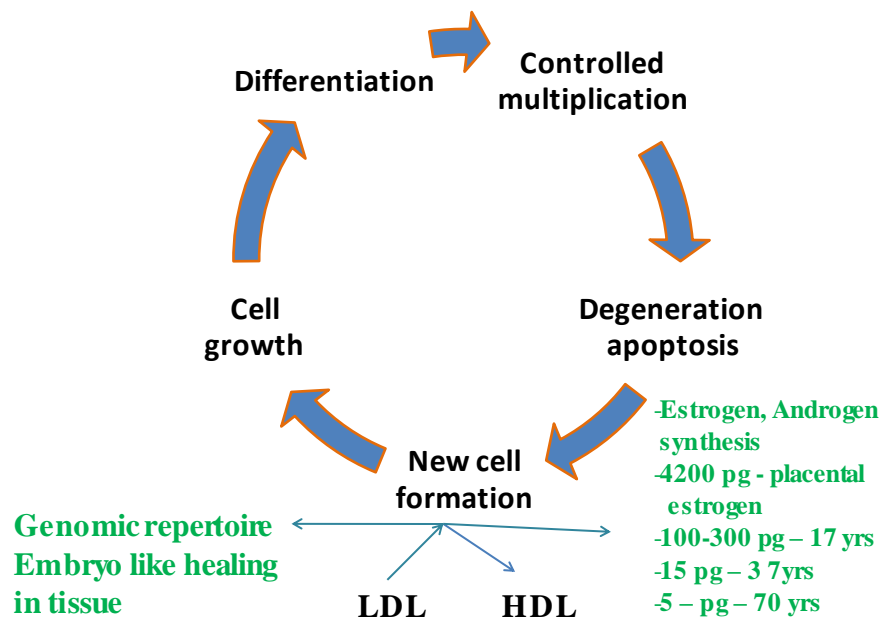 Differentiation
Controlled
multiplication
Cell
growth
Degeneration
apoptosis
New cell
formation
-Estrogen, Androgen
synthesis
-4200 pg - placental
estrogen
-100-300 pg – 17 yrs
-15 pg – 3 7yrs
-5 – pg – 70 yrs
Genomic repertoire
Embryo like healing
in tissue
LDL
HDL